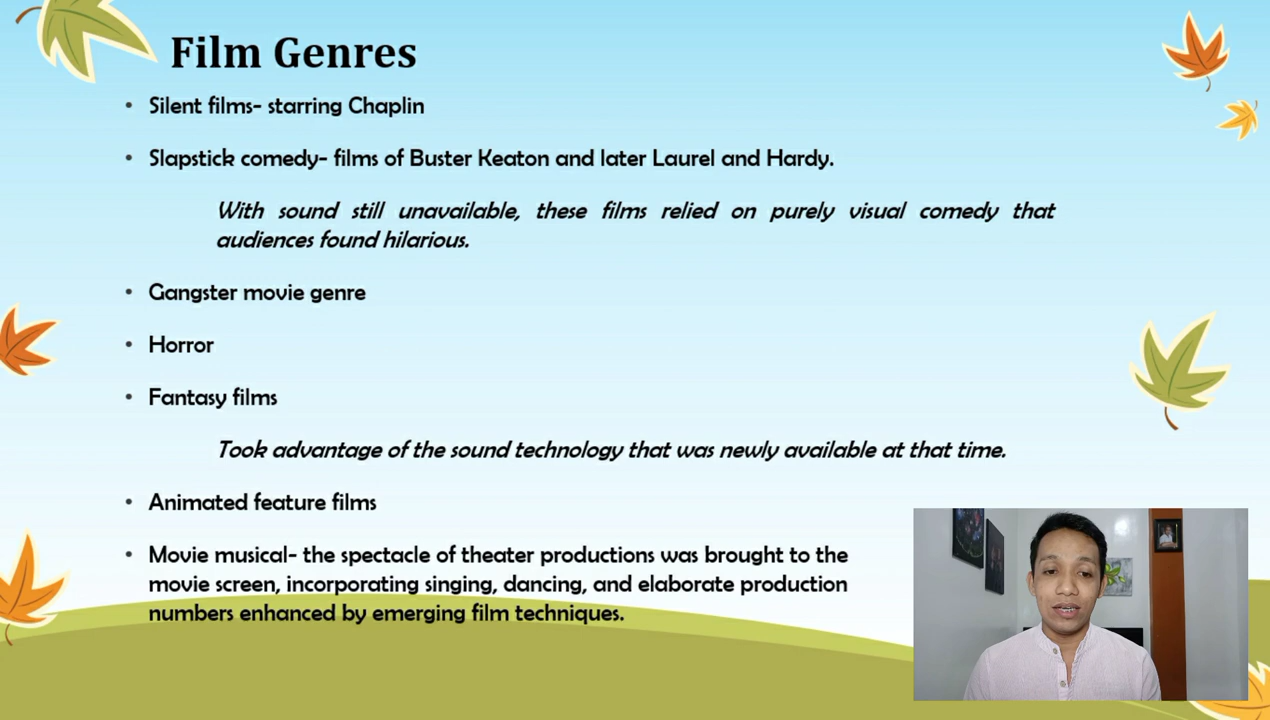 Film Genres
• Silent films- starring Chaplin
• Slapstick comedy- films of Buster Keaton and later Laurel and Hardy.
With sound still unavailable, these films relied on purely visual comedy that
audiences found hilarious.
• Gangster movie genre
• Horror
• Fantasy films
Took advantage of the sound technology that was newly available at that time.
• Animated feature films
• Movie musical- the spectacle of theater productions was brought to the
movie screen, incorporating singing, dancing, and elaborate production
numbers enhanced by emerging film techniques.